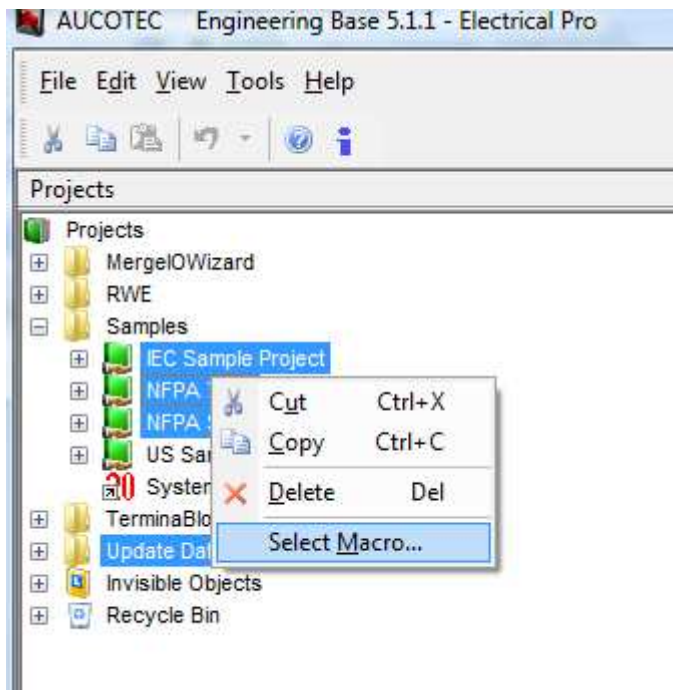 AUCOTEC Engineering Base 5.1.1 - Electrical Pro
File Edit View Tools Help
Projects
Projects
MergeIOWizard
RWE
Samples
IEC Sample Project
NFPA
NFPA
US Sa
System
TerminaBlo
Update Dat
Invisible Objects
Recycle Bin
Cut Ctrl+X
Copy Ctrl+C
Delete Del
Select Macro...